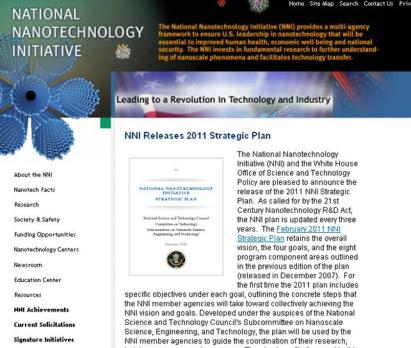 Home Site Map Search Contact Us Priv
NATIONAL
NANOTECHNOLOGY
INITIATIVE
The National Nanotechnology Initiative (NNI) provides a multi-agency
framework to ensure U.S. leadership in nanotechnology that will be
essential to improved human health, economic well being and national
security. The NNI invests in fundamental research to further understand-
ing of nanoscale phenomena and facilitates technology transfer.
Leading to a Revolution in Technology and Industry
NNI Releases 2011 Strategic Plan
About the NNI
Nanotech Facts
Research
Society & Safety
Funding Opportunities
Nanotechnology Centers
Newsroom
Education Center
Resources
NNI Achievements
Current Solicitations
Signature Initiatives
NATIONAL NANOTECHNOLOGY
INITIATIVE
STRATEGIC PLAN
National Science and Technology Council
Committee on Technology
Subcommittee on Nanoscale Science,
Engineering, and Technology
February 2011
The National Nanotechnology
Initiative (NNI) and the White House
Office of Science and Technology
Policy are pleased to announce the
release of the 2011 NNI Strategic
Plan. As called for by the 21st
Century Nanotechnology R&D Act,
the NNI plan is updated every three
years. The February 2011 NNI
Strategic Plan retains the overall
vision, the four goals, and the eight
program component areas outlined
in the previous edition of the plan
(released in December 2007). For
the first time the 2011 plan includes
specific objectives under each goal, outlining the concrete steps that
the NNI member agencies will take toward collectively achieving the
NNI vision and goals. Developed under the auspices of the National
Science and Technology Council's Subcommittee on Nanoscale
Science, Engineering, and Technology, the plan will be used by the
NNI member agencies to guide the coordination of their research,